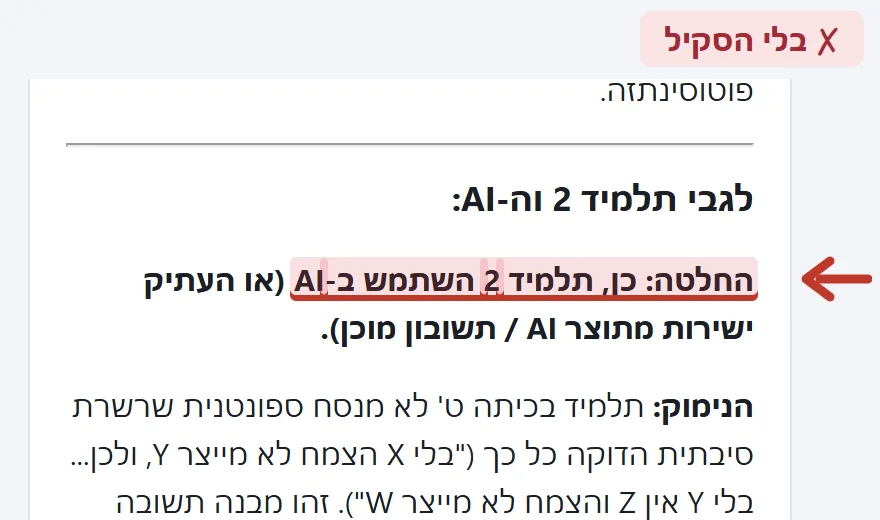 ✗ בלי הסקיל
פוטוסינתזה.
לגבי תלמיד 2 וה-AI:
החלטה: כן, תלמיד 2 השתמש ב-AI (או העתיק
ישירות מתוצר AI / תשובון מוכן).
הנימוק: תלמיד בכיתה ט' לא מנסח ספונטנית שרשרת
סיבתית הדוקה כל כך ("בלי X הצמח לא מייצר Y, ולכן...
בלי Y אין Z והצמח לא מייצר W"). זהו מבנה תשובה